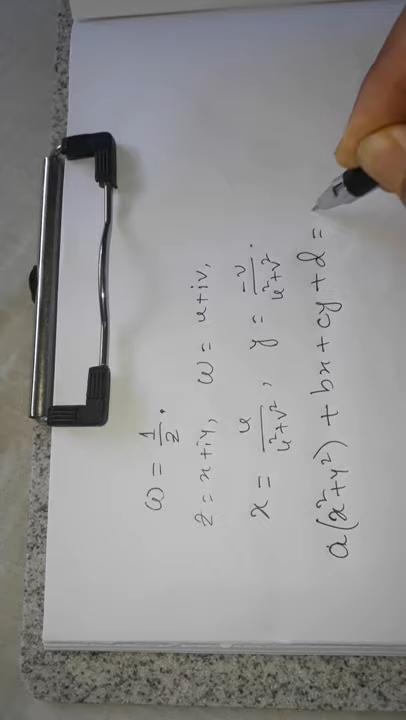 ω = 1/z.
z = x+iy, ω = u+iv,
x = u/(u²+v²), y = -v/(u²+v²).
a(x²+y²) + bx + cy + d =